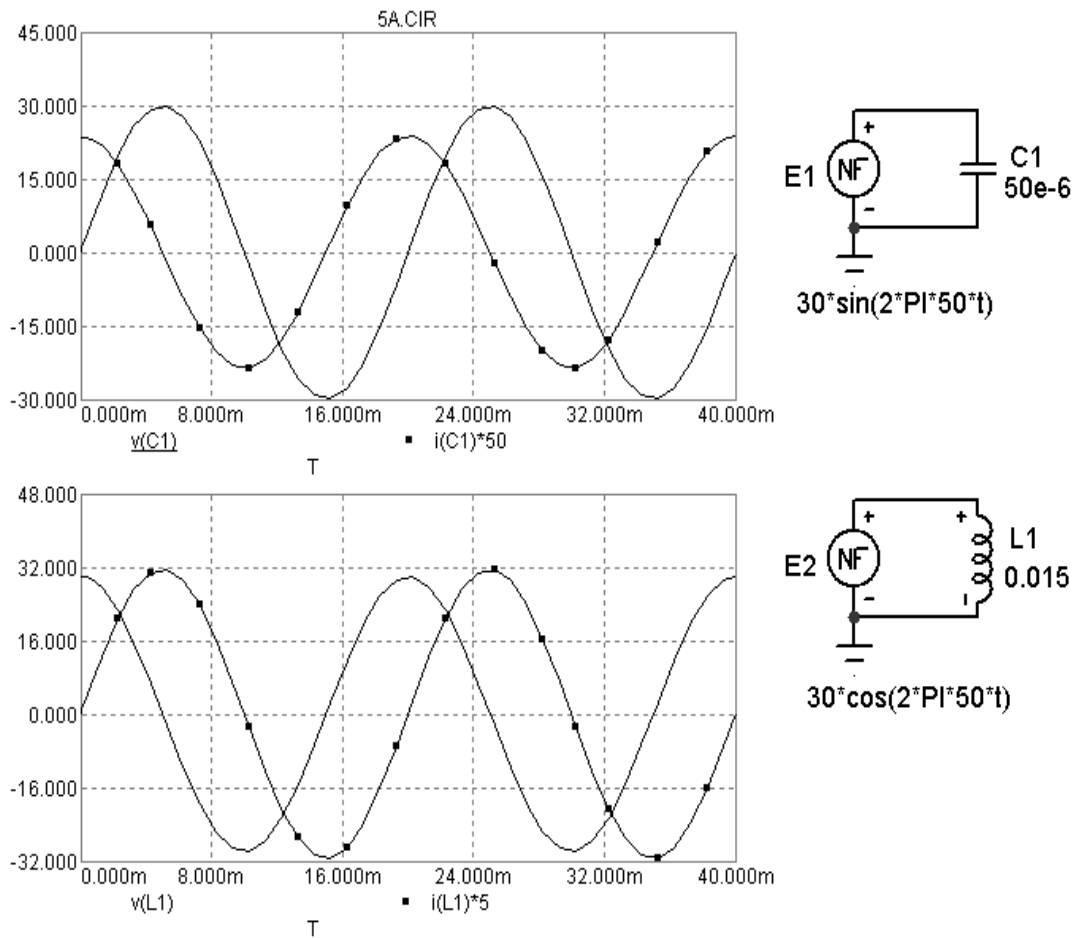 5A.CIR
45.000
30.000
15.000
0.000
-15.000
-30.000
0.000m 8.000m 16.000m 24.000m 32.000m 40.000m
v(C1) i(C1)*50
T
E1 NF + - C1
50e-6
30*sin(2*PI*50*t)
48.000
32.000
16.000
0.000
-16.000
-32.000
0.000m 8.000m 16.000m 24.000m 32.000m 40.000m
v(L1) i(L1)*5
T
E2 NF + - + L1
0.015
30*cos(2*PI*50*t)